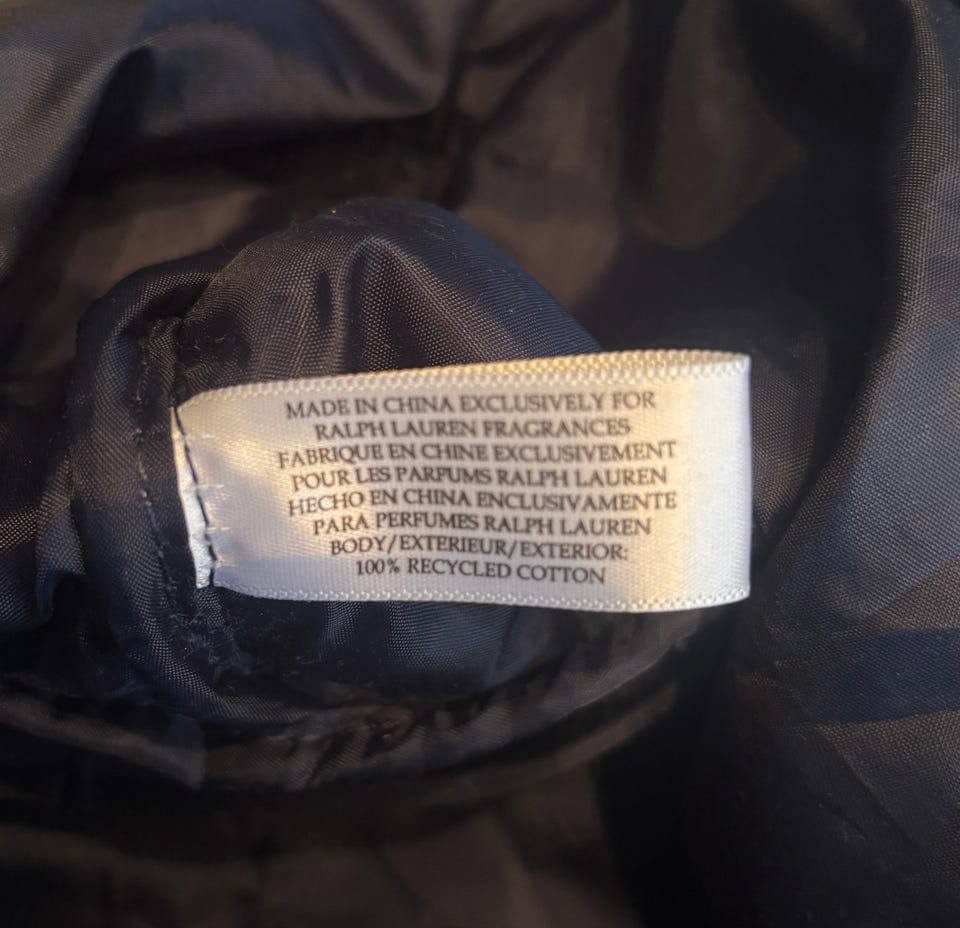 MADE IN CHINA EXCLUSIVELY FOR
RALPH LAUREN FRAGRANCES
FABRIQUE EN CHINE EXCLUSIVEMENT
POUR LES PARFUMS RALPH LAUREN
HECHO EN CHINA ENCLUSIVAMENTE
PARA PERFUMES RALPH LAUREN
BODY/EXTERIEUR/EXTERIOR:
100% RECYCLED COTTON